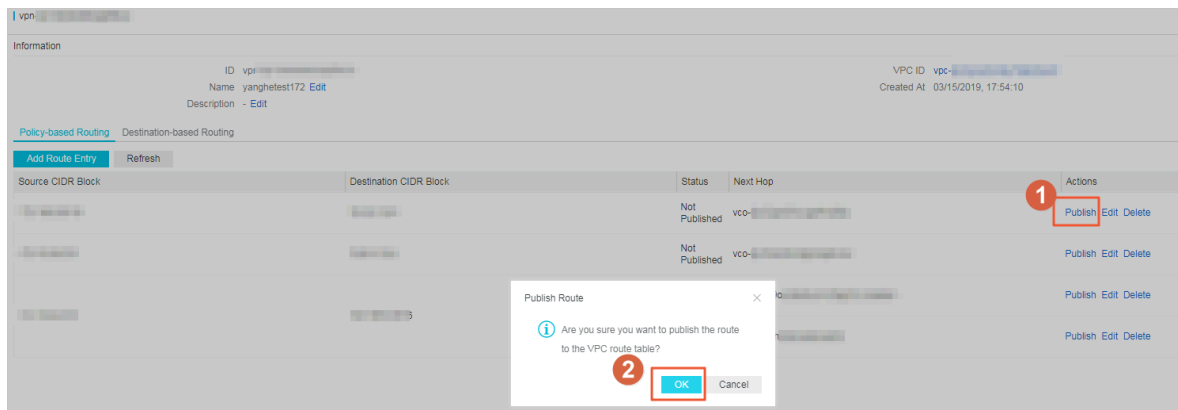 vpn-
Information
ID vpn
VPC ID vpc-
Name yanghetest172 Edit
Created At 03/15/2019, 17:54:10
Description - Edit
Policy-based Routing Destination-based Routing
Add Route Entry Refresh
Source CIDR Block Destination CIDR Block Status Next Hop Actions
1
Not
Published vco- Publish Edit Delete
Not
Published vco- Publish Edit Delete
Publish Edit Delete
Publish Edit Delete
Publish Route
Are you sure you want to publish the route
to the VPC route table?
2
OK Cancel